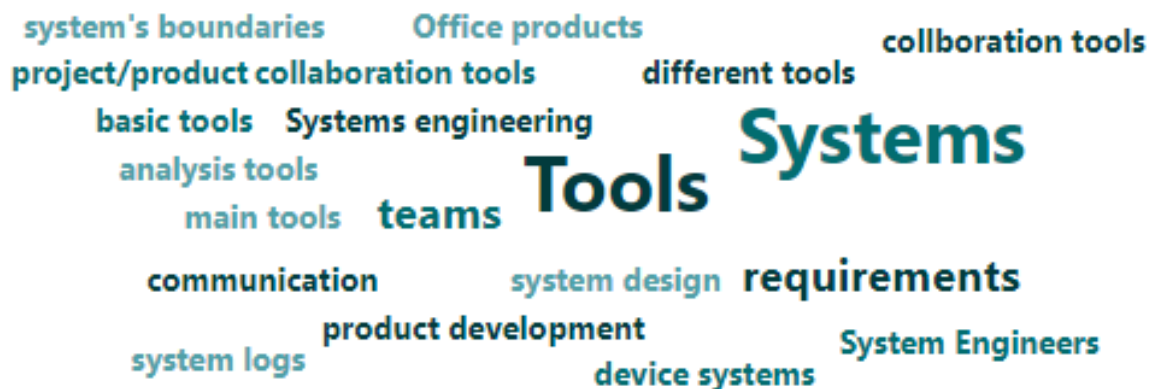 system's boundaries Office products
collboration tools
project/product collaboration tools different tools
basic tools Systems engineering
Systems
analysis tools
Tools
main tools teams
communication system design requirements
product development
System Engineers
system logs
device systems